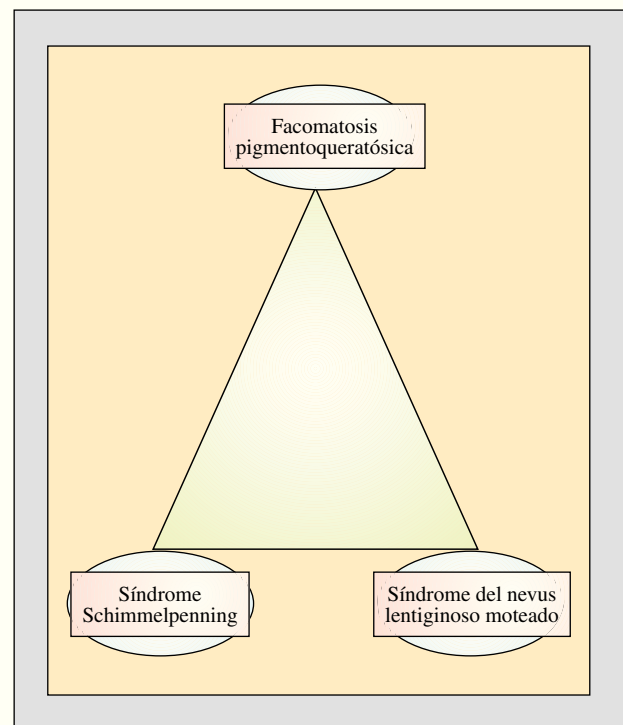 Facomatosis
pigmentoqueratósica
Síndrome
Schimmelpenning
Síndrome del nevus
lentiginoso moteado